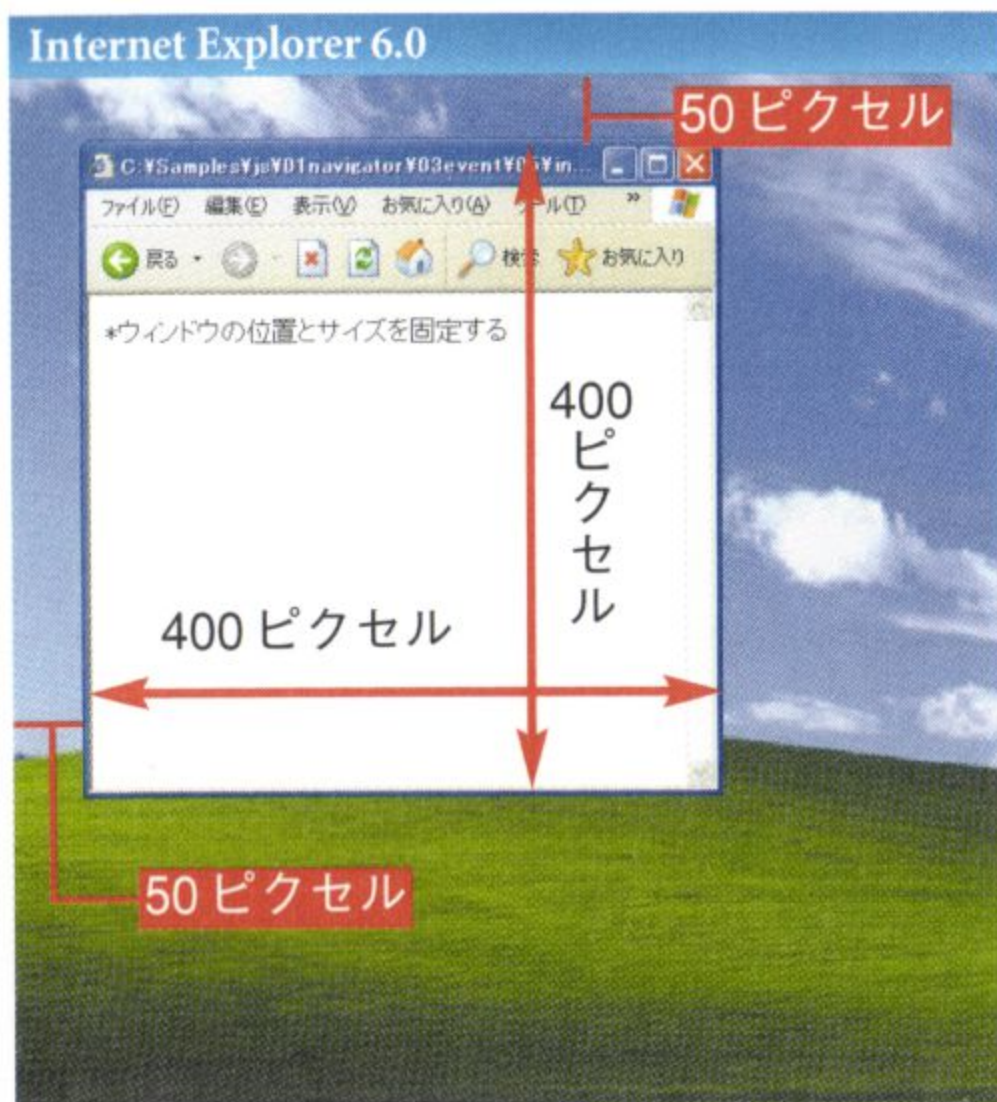 Internet Explorer 6.0
50 ピクセル
C:¥Samples¥js¥01navigator¥03event¥05¥in...
ファイル(F) 編集(E) 表示(V) お気に入り(A) ツール(T) »
戻る 検索 お気に入り
*ウィンドウの位置とサイズを固定する
400
ピクセル
400 ピクセル
50 ピクセル